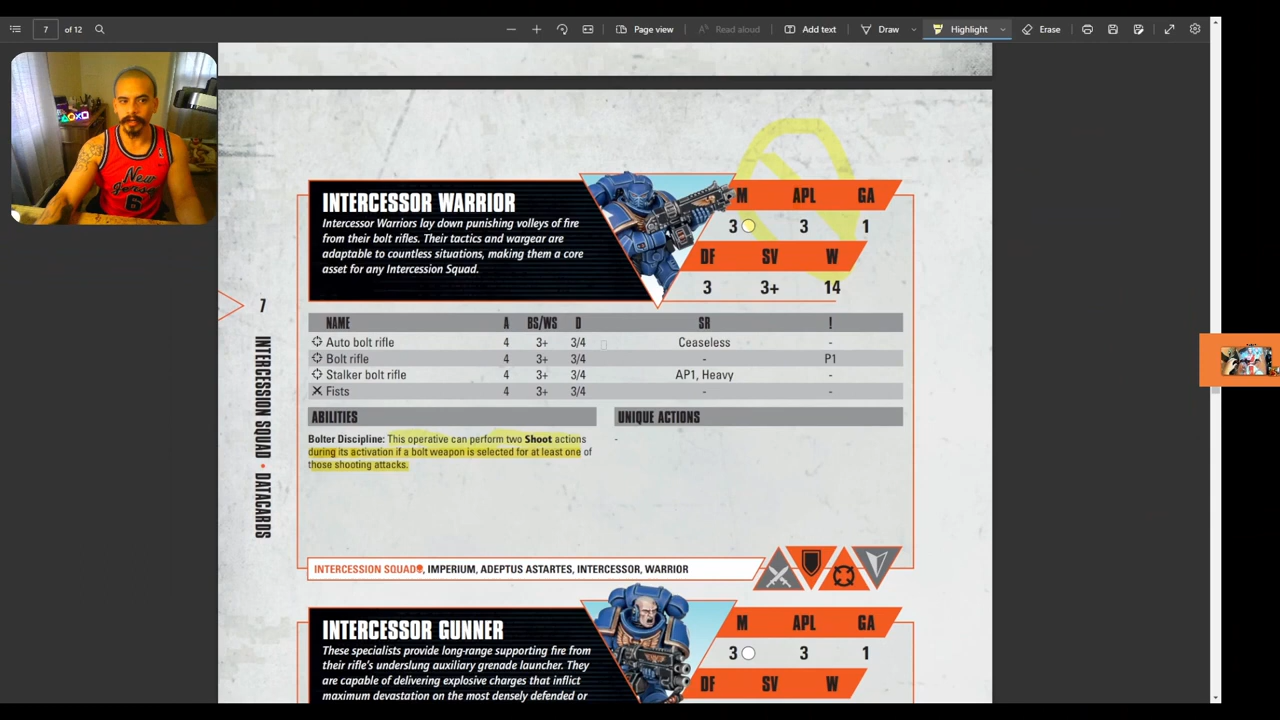 7 of 12
Page view
Read aloud
Add text
Draw
Highlight
Erase
New
Jersey
6
INTERCESSOR WARRIOR
Intercessor Warriors lay down punishing volleys of fire
from their bolt rifles. Their tactics and wargear are
adaptable to countless situations, making them a core
asset for any Intercession Squad.
M APL GA
3 3 1
DF SV W
3 3+ 14
NAME A BS/WS D SR !
Auto bolt rifle 4 3+ 3/4 Ceaseless -
Bolt rifle 4 3+ 3/4 - P1
Stalker bolt rifle 4 3+ 3/4 AP1, Heavy -
Fists 4 3+ 3/4 - -
ABILITIES
Bolter Discipline: This operative can perform two Shoot actions
during its activation if a bolt weapon is selected for at least one of
those shooting attacks.
UNIQUE ACTIONS
-
INTERCESSION SQUAD, IMPERIUM, ADEPTUS ASTARTES, INTERCESSOR, WARRIOR
7
INTERCESSION SQUAD • DATACARDS
INTERCESSOR GUNNER
These specialists provide long-range supporting fire from
their rifle's underslung auxiliary grenade launcher. They
are capable of delivering explosive charges that inflict
maximum devastation on the most densely defended or
M APL GA
3 3 1
DF SV W